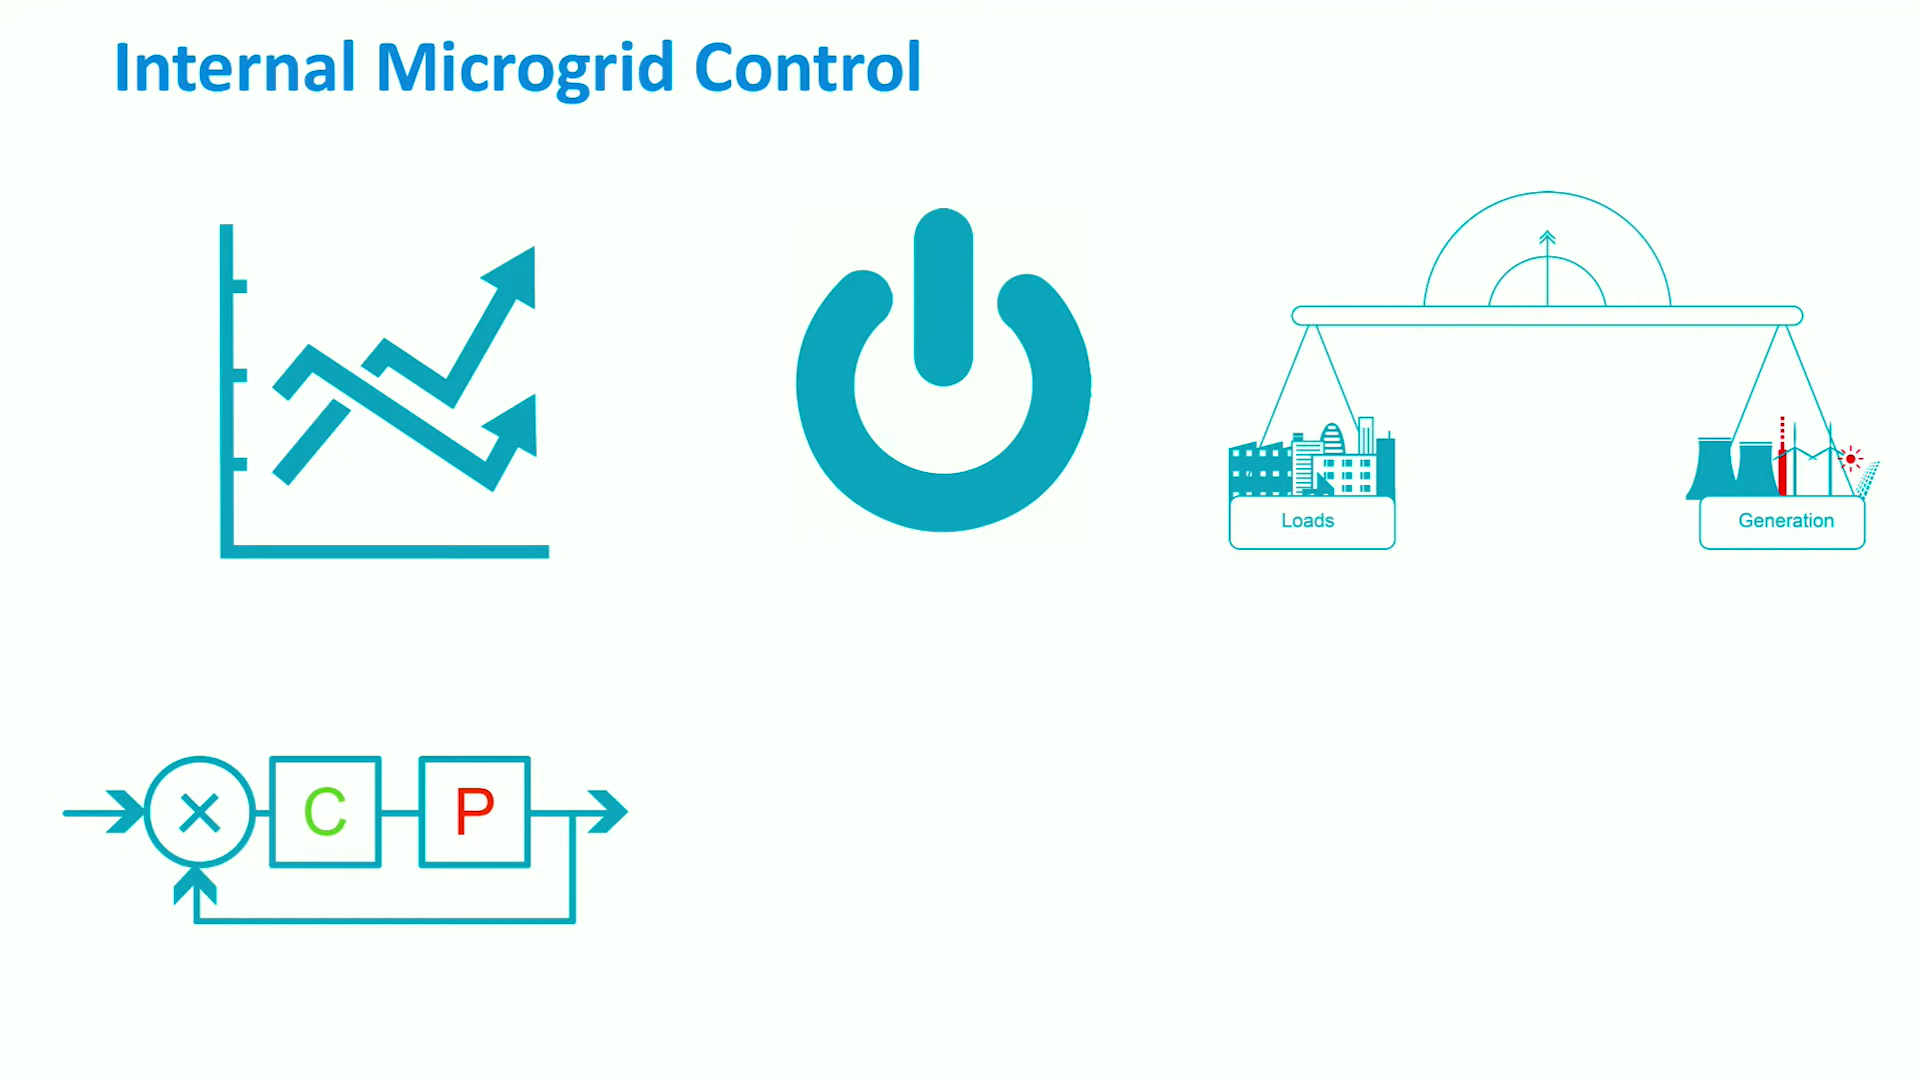 Internal Microgrid Control
Loads
Generation
C
P